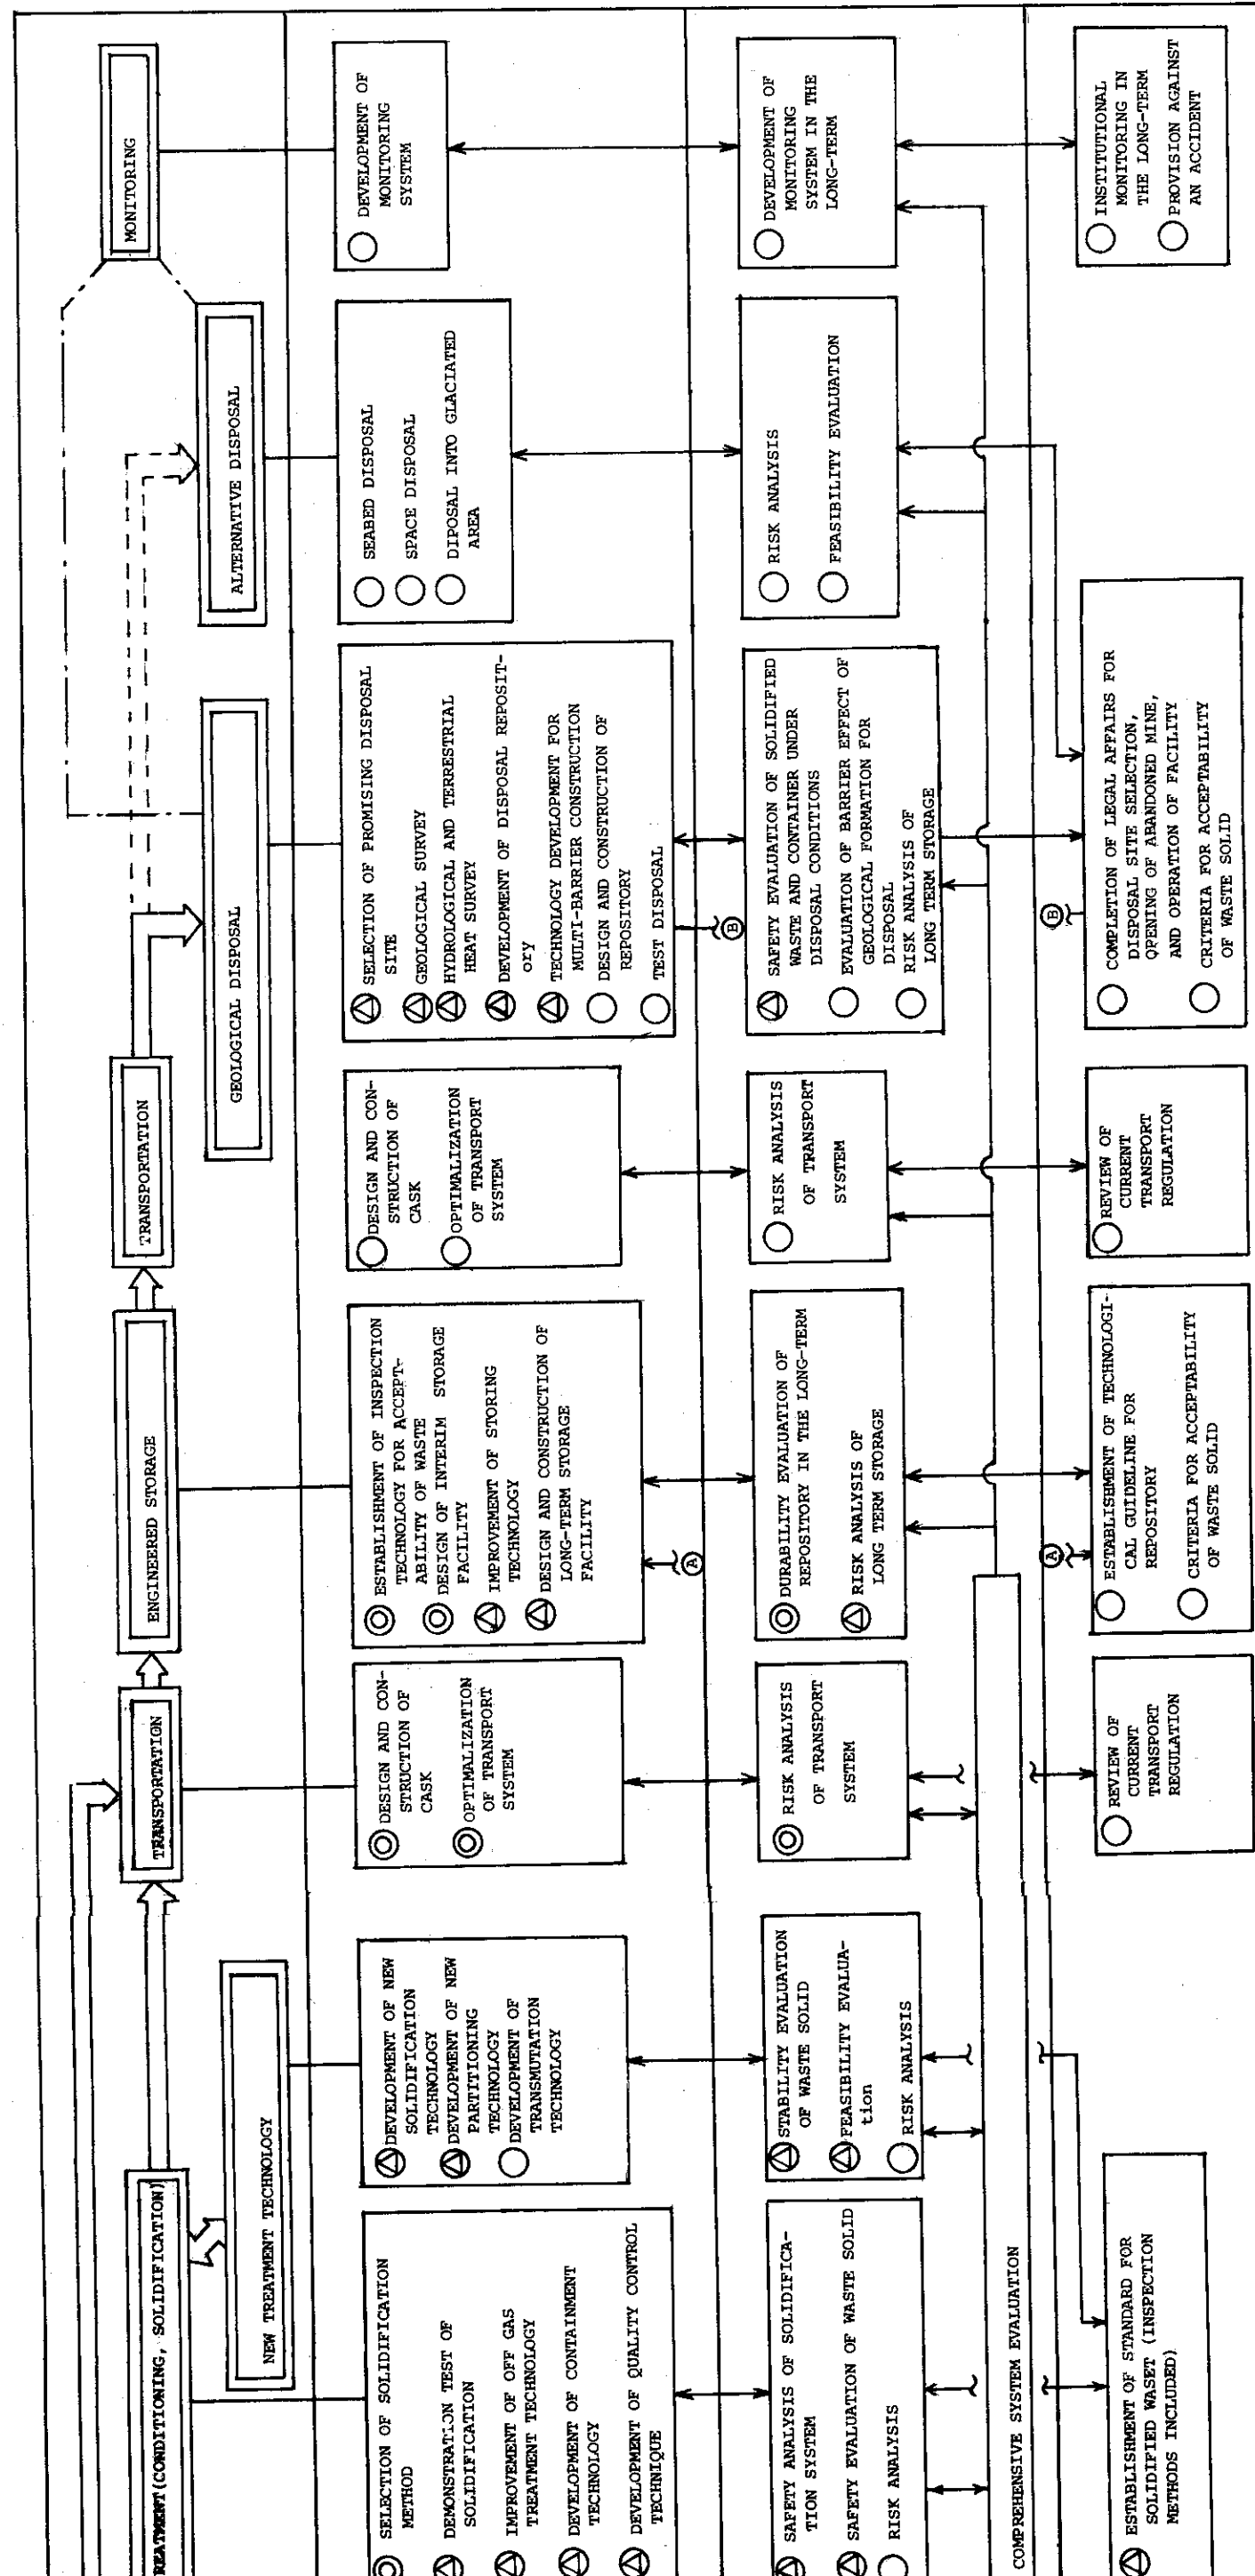 TREATMENT(CONDITIONING, SOLIDIFICATION)
NEW TREATMENT TECHNOLOGY
TRANSPORTATION
ENGINEERED STORAGE
TRANSPORTATION
GEOLOGICAL DISPOSAL
ALTERNATIVE DISPOSAL
MONITORING
SELECTION OF SOLIDIFICATION
METHOD
DEMONSTRATION TEST OF
SOLIDIFICATION
IMPROVEMENT OF OFF GAS
TREATMENT TECHNOLOGY
DEVELOPMENT OF CONTAINMENT
TECHNOLOGY
DEVELOPMENT OF QUALITY CONTROL
TECHNIQUE
DEVELOPMENT OF NEW
SOLIDIFICATION
TECHNOLOGY
DEVELOPMENT OF NEW
PARTITIONING
TECHNOLOGY
DEVELOPMENT OF
TRANSMUTATION
TECHNOLOGY
DESIGN AND CON-
STRUCTION OF
CASK
OPTIMALIZATION
OF TRANSPORT
SYSTEM
ESTABLISHMENT OF INSPECTION
TECHNOLOGY FOR ACCEPT-
ABILITY OF WASTE
DESIGN OF INTERIM STORAGE
FACILITY
IMPROVEMENT OF STORING
TECHNOLOGY
DESIGN AND CONSTRUCTION OF
LONG-TERM STORAGE
FACILITY
A
DESIGN AND CON-
STRUCTION OF
CASK
OPTIMALIZATION
OF TRANSPORT
SYSTEM
SELECTION OF PROMISING DISPOSAL
SITE
GEOLOGICAL SURVEY
HYDROLOGICAL AND TERRESTRIAL
HEAT SURVEY
DEVELOPMENT OF DISPOSAL REPOSIT-
ory
TECHNOLOGY DEVELOPMENT FOR
MULTI-BARRIER CONSTRUCTION
DESIGN AND CONSTRUCTION OF
REPOSITORY
TEST DISPOSAL
B
SEABED DISPOSAL
SPACE DISPOSAL
DIPOSAL INTO GLACIATED
AREA
DEVELOPMENT OF
MONITORING
SYSTEM
SAFETY ANALYSIS OF SOLIDIFICA-
TION SYSTEM
SAFETY EVALUATION OF WASTE SOLID
RISK ANALYSIS
STABILITY EVALUATION
OF WASTE SOLID
FEASIBILITY EVALUA-
tion
RISK ANALYSIS
RISK ANALYSIS
OF TRANSPORT
SYSTEM
DURABILITY EVALUATION OF
REPOSITORY IN THE LONG-TERM
RISK ANALYSIS OF
LONG TERM STORAGE
RISK ANALYSIS
OF TRANSPORT
SYSTEM
SAFETY EVALUATION OF SOLIDIFIED
WASTE AND CONTAINER UNDER
DISPOSAL CONDITIONS
EVALUATION OF BARRIER EFFECT OF
GEOLOGICAL FORMATION FOR
DISPOSAL
RISK ANALYSIS OF
LONG TERM STORAGE
RISK ANALYSIS
FEASIBILITY EVALUATION
DEVELOPMENT OF
MONITORING
SYSTEM IN THE
LONG-TERM
COMPREHENSIVE SYSTEM EVALUATION
ESTABLISHMENT OF STANDARD FOR
SOLIDIFIED WASET (INSPECTION
METHODS INCLUDED)
REVIEW OF
CURRENT
TRANSPORT
REGULATION
A
ESTABLISHMENT OF TECHNOLOGI-
CAL GUIDELINE FOR
REPOSITORY
CRITERIA FOR ACCEPTABILITY
OF WASTE SOLID
REVIEW OF
CURRENT
TRANSPORT
REGULATION
B
COMPLETION OF LEGAL AFFAIRS FOR
DISPOSAL SITE SELECTION,
OPENING OF ABANDONED MINE,
AND OPERATION OF FACILITY
CRITERIA FOR ACCEPTABILITY
OF WASTE SOLID
INSTITUTIONAL
MONITORING IN
THE LONG-TERM
PROVISION AGAINST
AN ACCIDENT